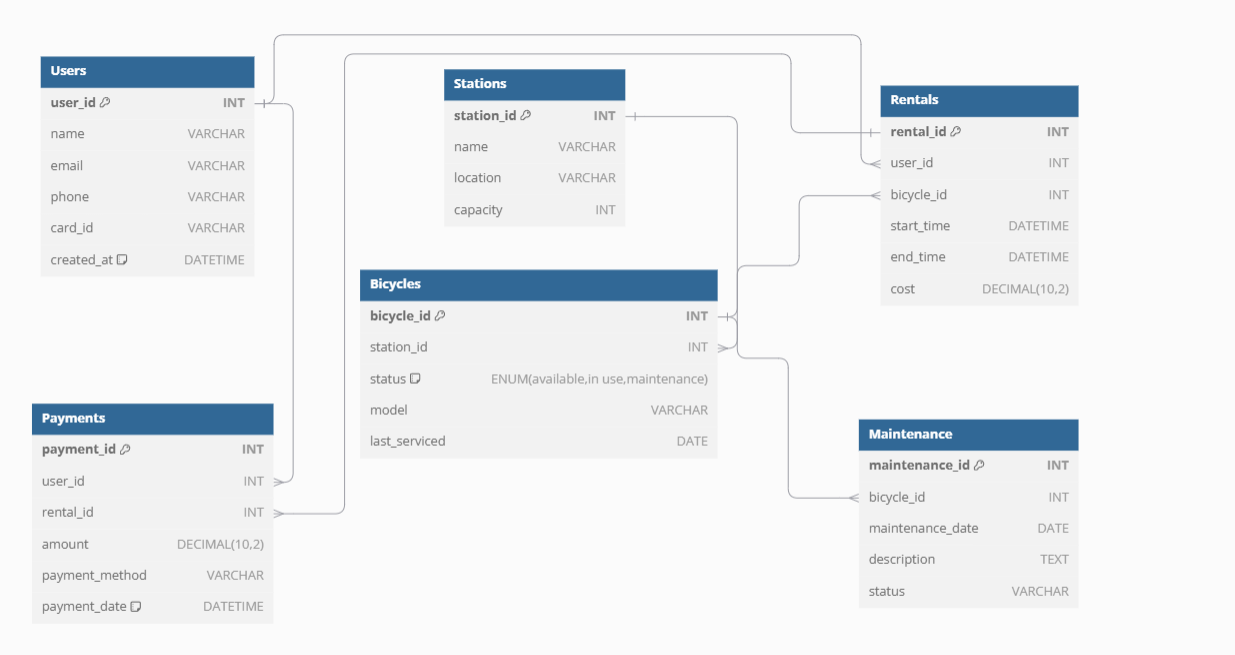 Users
user_id INT
name VARCHAR
email VARCHAR
phone VARCHAR
card_id VARCHAR
created_at DATETIME
Stations
station_id INT
name VARCHAR
location VARCHAR
capacity INT
Rentals
rental_id INT
user_id INT
bicycle_id INT
start_time DATETIME
end_time DATETIME
cost DECIMAL(10,2)
Bicycles
bicycle_id INT
station_id INT
status ENUM(available,in use,maintenance)
model VARCHAR
last_serviced DATE
Payments
payment_id INT
user_id INT
rental_id INT
amount DECIMAL(10,2)
payment_method VARCHAR
payment_date DATETIME
Maintenance
maintenance_id INT
bicycle_id INT
maintenance_date DATE
description TEXT
status VARCHAR